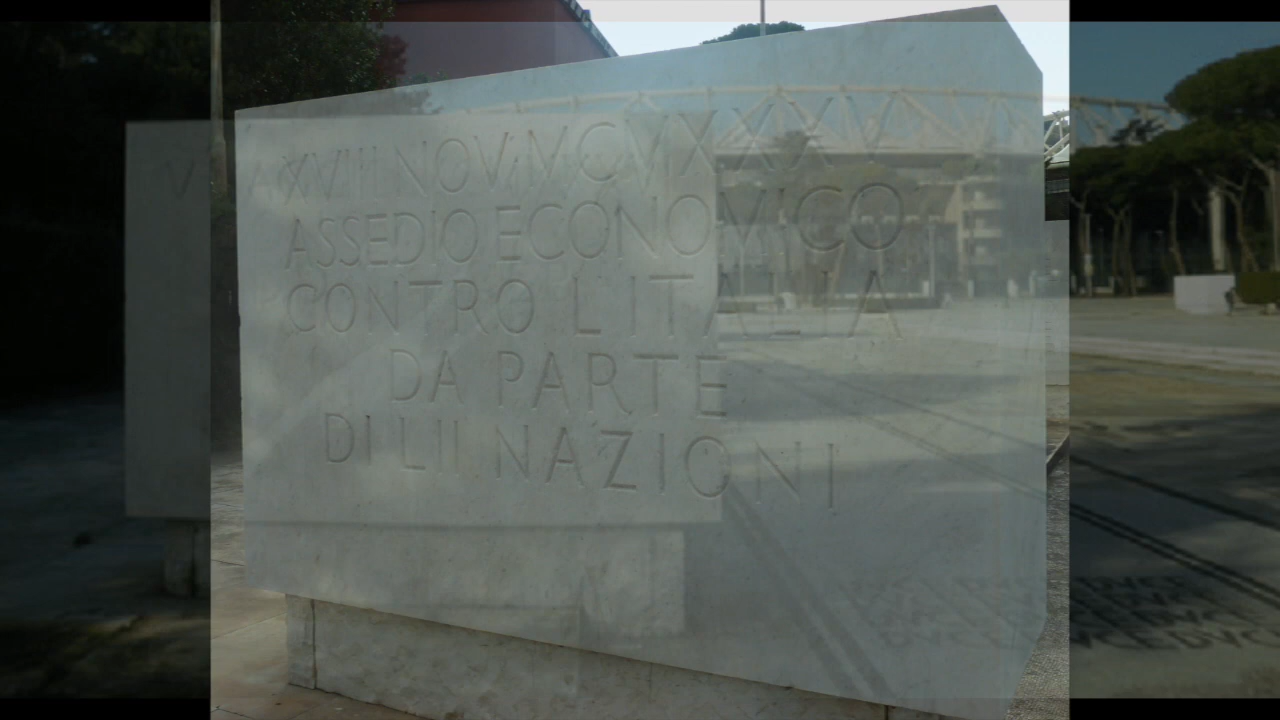 XVIII NOV·MCMXXXV
ASSEDIO ECONOMICO
CONTRO L'ITALIA
DA PARTE
DI LII NAZIONI